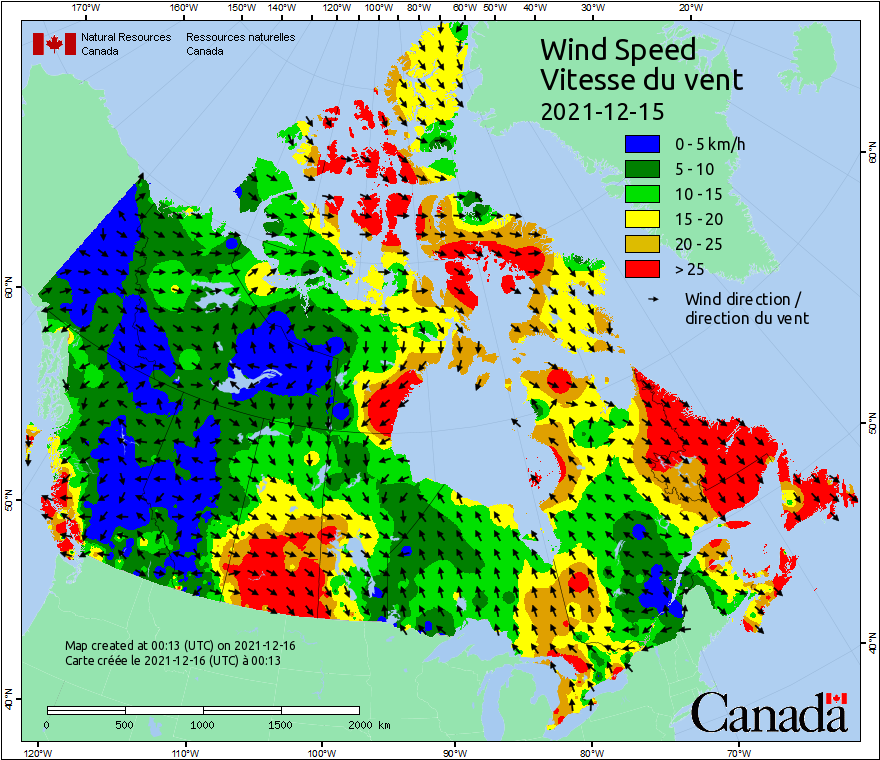 170°W 160°W 150°W 140°W 130°W 120°W 110°W 100°W 90°W 80°W 70°W 60°W 50°W 40°W 30°W 20°W
Natural Resources Ressources naturelles
Canada Canada
Wind Speed
Vitesse du vent
2021-12-15
0 - 5 km/h
5 - 10
10 - 15
15 - 20
20 - 25
> 25
Wind direction /
direction du vent
60°N 60°N
50°N 50°N
40°N 40°N
Map created at 00:13 (UTC) on 2021-12-16
Carte créée le 2021-12-16 (UTC) à 00:13
0 500 1000 1500 2000 km
Canada
120°W 110°W 100°W 90°W 80°W 70°W